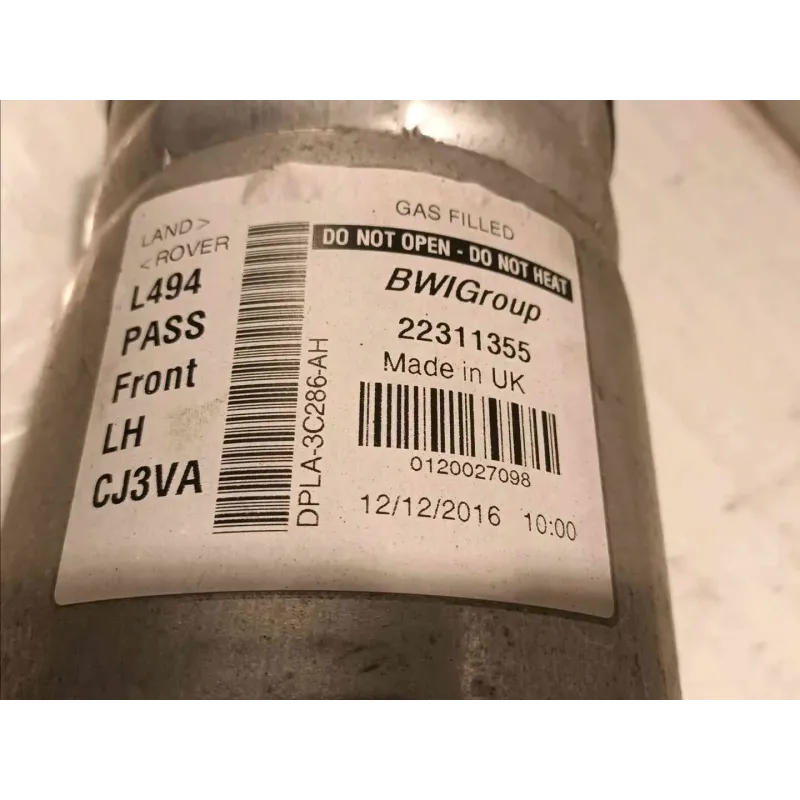 LAND>
<ROVER
L494
PASS
Front
LH
CJ3VA
DPLA-3C286-AH
GAS FILLED
DO NOT OPEN - DO NOT HEAT
BWIGroup
22311355
Made in UK
0120027098
12/12/2016 10:00